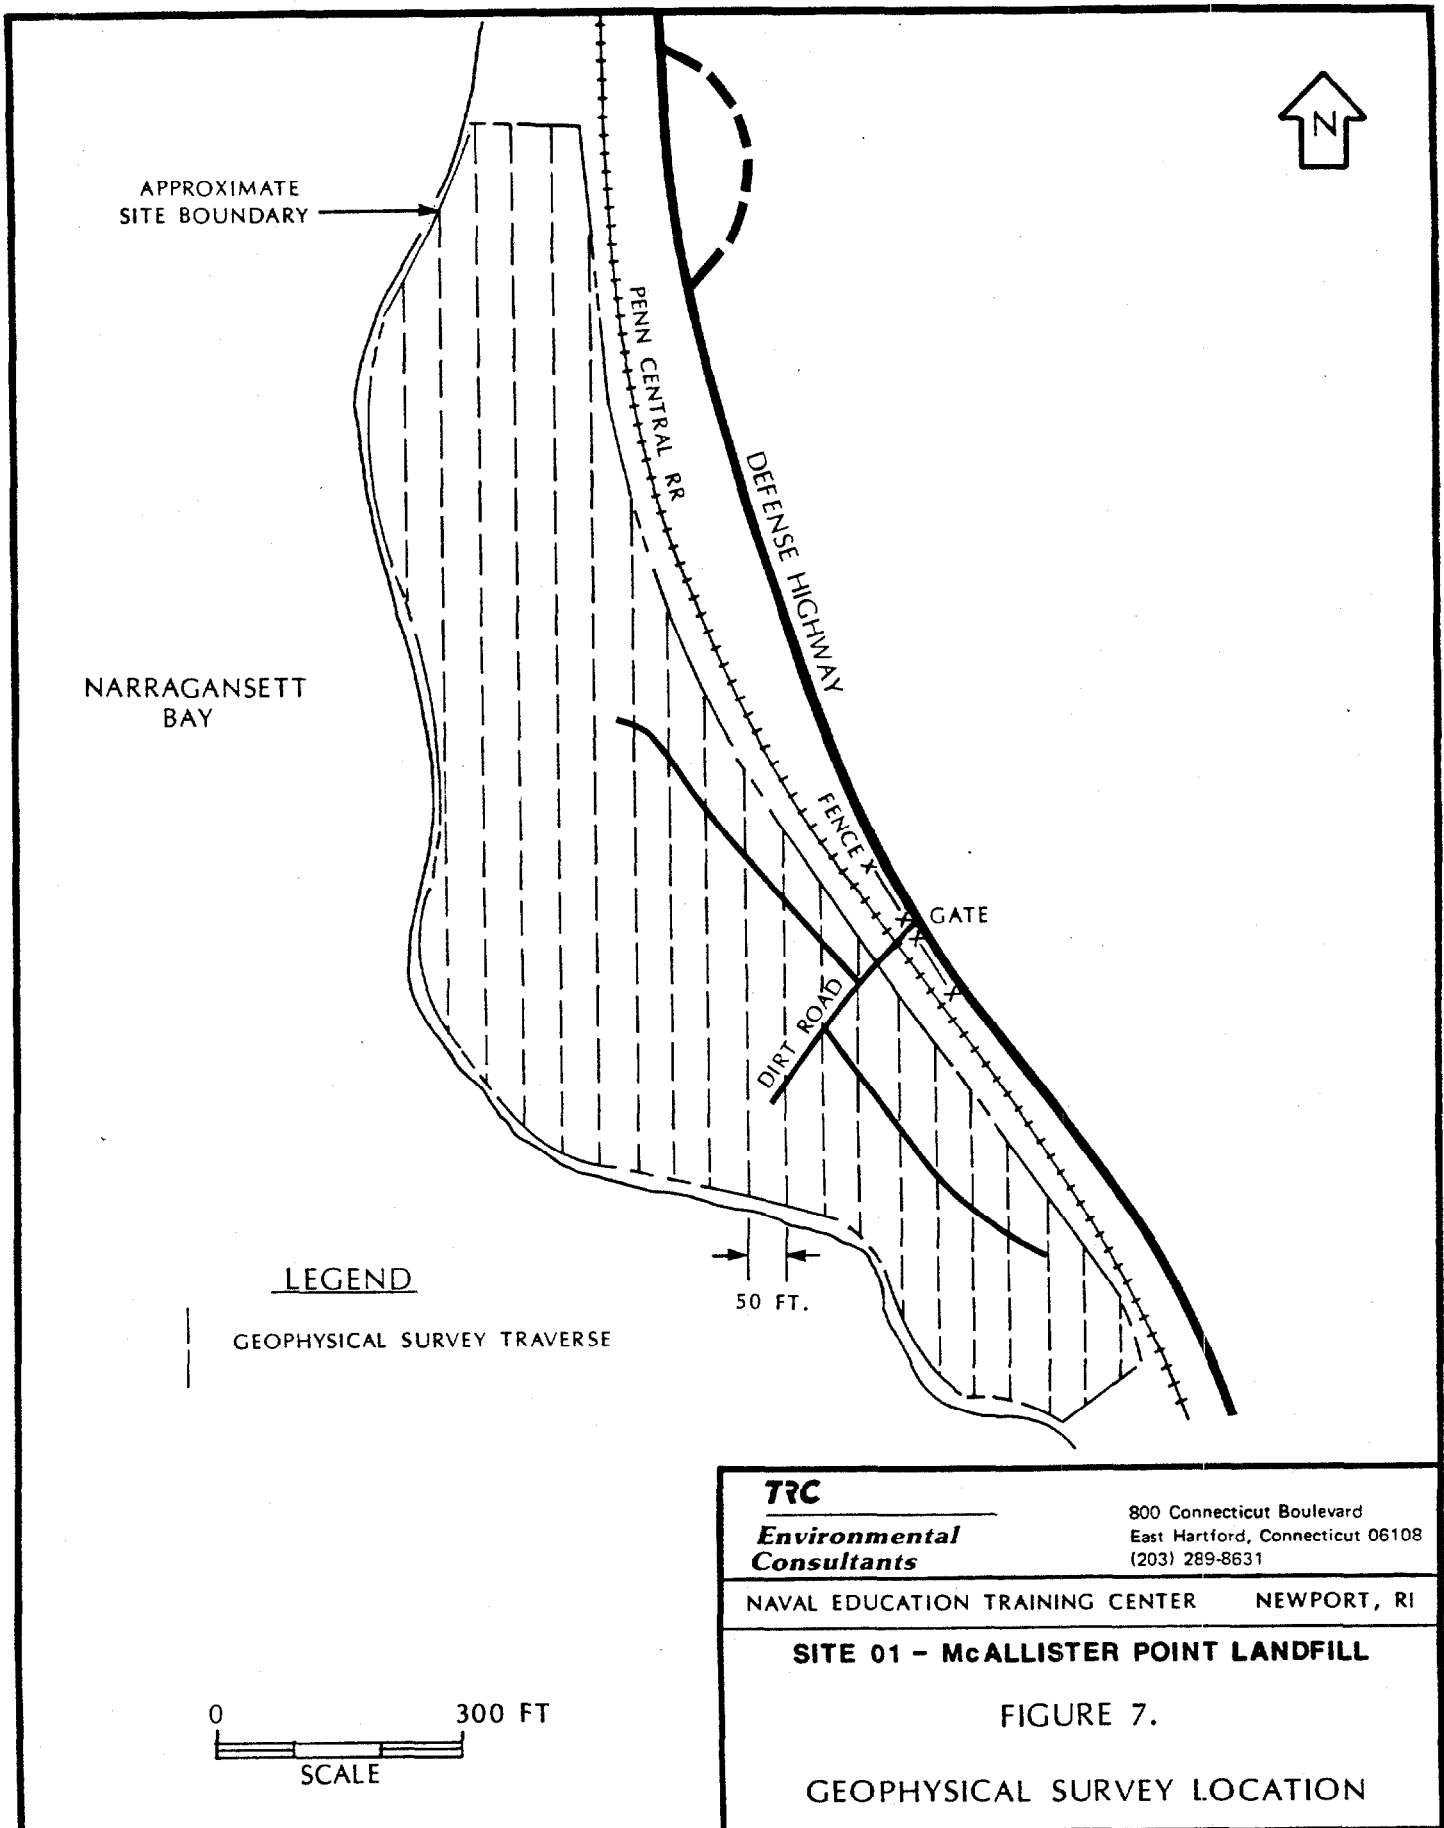 N
APPROXIMATE
SITE BOUNDARY
PENN CENTRAL RR
DEFENSE HIGHWAY
NARRAGANSETT
BAY
FENCE
GATE
DIRT ROAD
50 FT.
LEGEND
GEOPHYSICAL SURVEY TRAVERSE
TRC
Environmental
Consultants
800 Connecticut Boulevard
East Hartford, Connecticut 06108
(203) 289-8631
NAVAL EDUCATION TRAINING CENTER NEWPORT, RI
SITE 01 – McALLISTER POINT LANDFILL
FIGURE 7.
GEOPHYSICAL SURVEY LOCATION
0 300 FT
SCALE